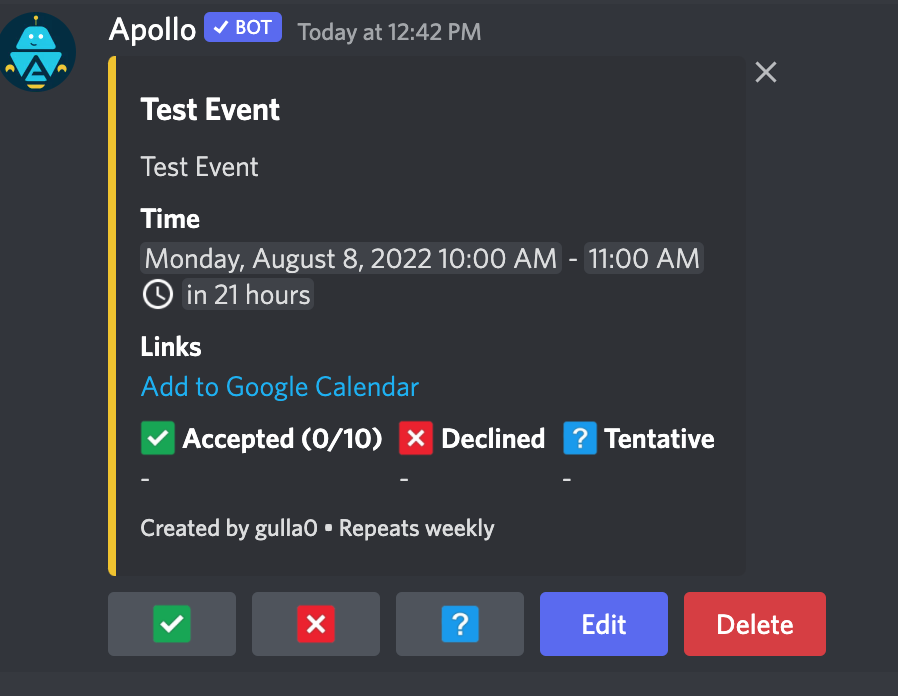 Apollo ✓ BOT Today at 12:42 PM
Test Event
Test Event
Time
Monday, August 8, 2022 10:00 AM - 11:00 AM
in 21 hours
Links
Add to Google Calendar
✅ Accepted (0/10) ❌ Declined ❓ Tentative
- - -
Created by gulla0 • Repeats weekly
✓ ✕ ? Edit Delete